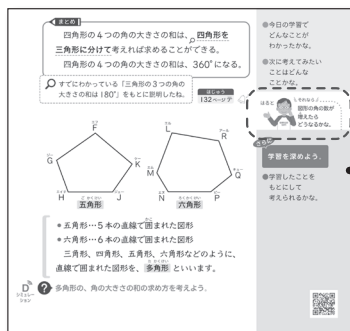 まとめ
四角形の4つの角の大きさの和は、四角形を
三角形に分けて考えれば求めることができる。
四角形の4つの角の大きさの和は、360°になる。
すでにわかっている「三角形の3つの角の
大きさの和は180°」をもとに説明したね。
ほじゅう
132ページ
F
G
K
H
J
五角形
L
R
M
Q
N
P
六角形
●五角形…5本の直線で囲まれた図形
●六角形…6本の直線で囲まれた図形
三角形、四角形、五角形、六角形などのように、
直線で囲まれた図形を、多角形といいます。
D
シミュレーション
? 多角形の、角の大きさの和の求め方を考えよう。
●今日の学習で
どんなことが
わかったかな。
●次に考えてみたい
ことはどんな
ことかな。
はると
図形の角の数が
増えたら
どうなるかな。
さらに
学習を深めよう。
●学習したことを
もとにして
考えられるかな。